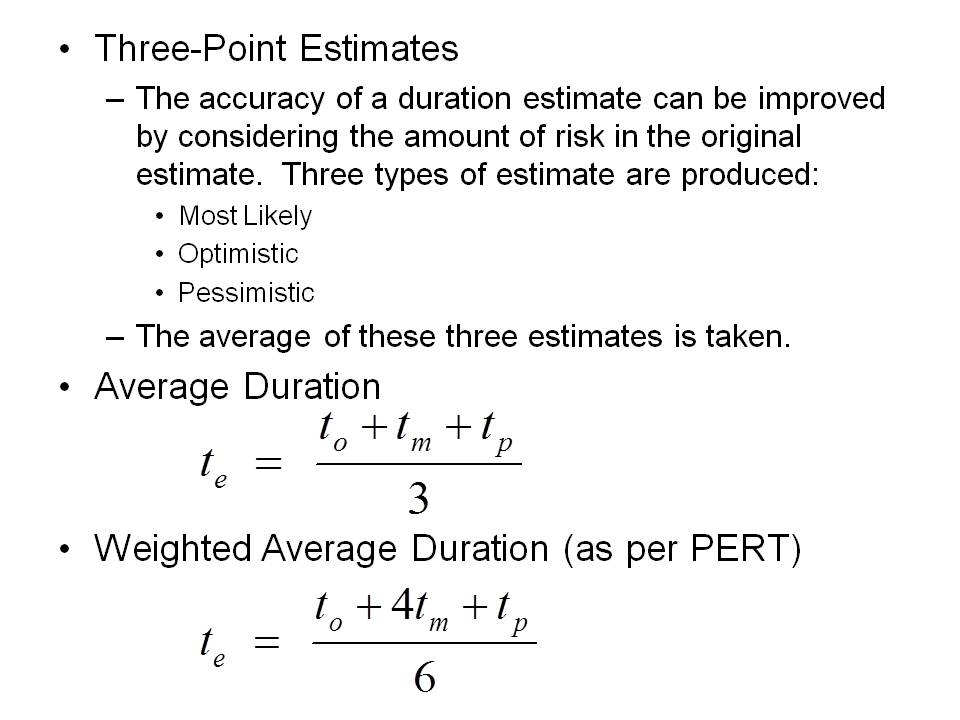 • Three-Point Estimates
– The accuracy of a duration estimate can be improved
by considering the amount of risk in the original
estimate.  Three types of estimate are produced:
• Most Likely
• Optimistic
• Pessimistic
– The average of these three estimates is taken.
• Average Duration
t_e = (t_o + t_m + t_p) / 3
• Weighted Average Duration (as per PERT)
t_e = (t_o + 4t_m + t_p) / 6